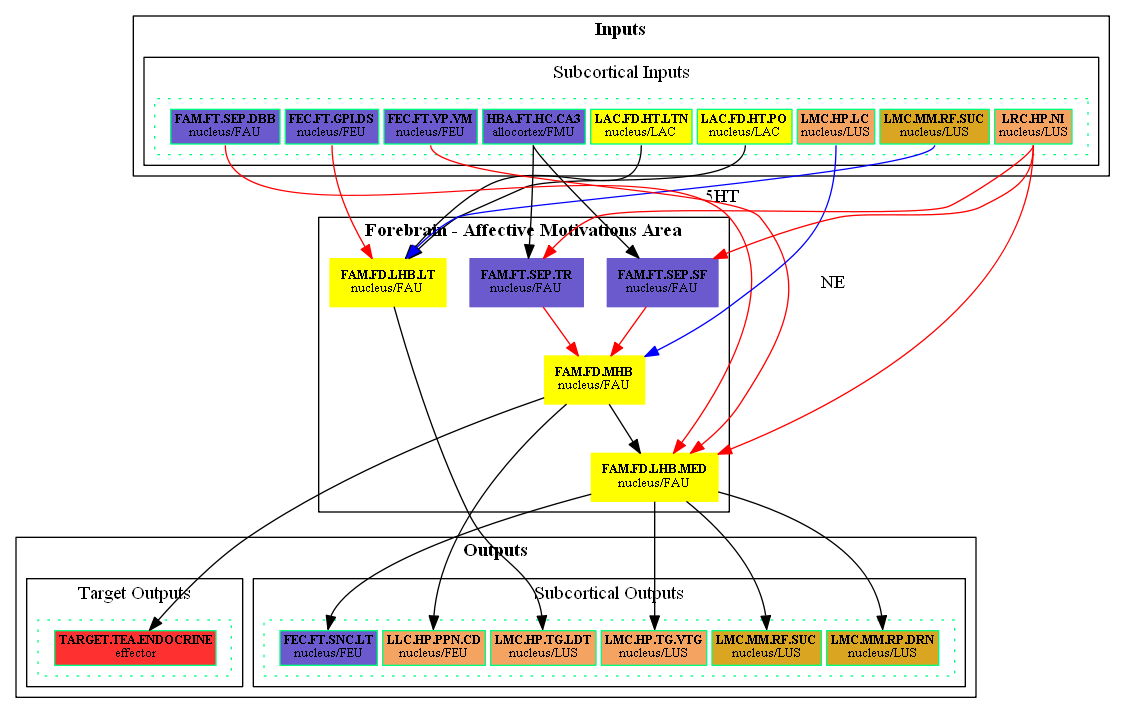 Inputs
Subcortical Inputs
FAM.FT.SEP.DBB
nucleus/FAU
FEC.FT.GPI.DS
nucleus/FEU
FEC.FT.VP.VM
nucleus/FEU
HBA.FT.HC.CA3
allocortex/FMU
LAC.FD.HT.LTN
nucleus/LAC
LAC.FD.HT.PO
nucleus/LAC
LMC.HP.LC
nucleus/LUS
LMC.MM.RF.SUC
nucleus/LUS
LRC.HP.NI
nucleus/LUS
5HT
Forebrain - Affective Motivations Area
FAM.FD.LHB.LT
nucleus/FAU
FAM.FT.SEP.TR
nucleus/FAU
FAM.FT.SEP.SF
nucleus/FAU
NE
FAM.FD.MHB
nucleus/FAU
FAM.FD.LHB.MED
nucleus/FAU
Outputs
Target Outputs
TARGET.TEA.ENDOCRINE
effector
Subcortical Outputs
FEC.FT.SNC.LT
nucleus/FEU
LLC.HP.PPN.CD
nucleus/FEU
LMC.HP.TG.LDT
nucleus/LUS
LMC.HP.TG.VTG
nucleus/LUS
LMC.MM.RF.SUC
nucleus/LUS
LMC.MM.RP.DRN
nucleus/LUS